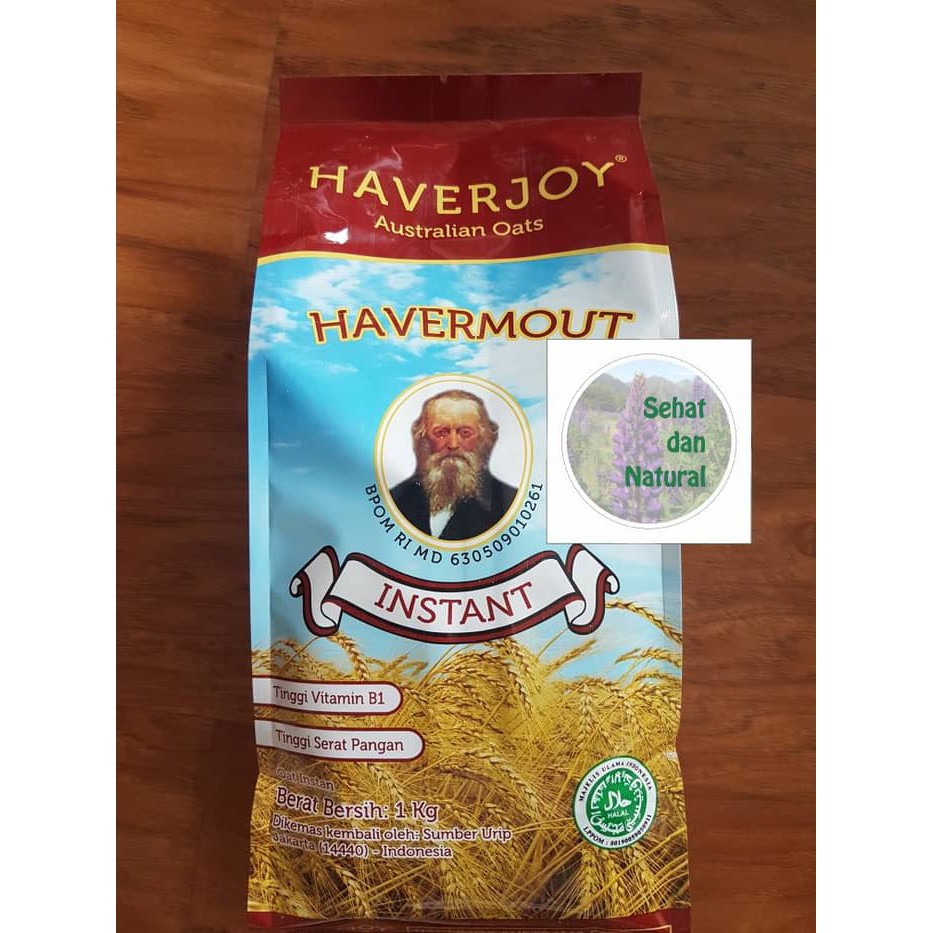 HAVERJOY®
Australian Oats
HAVERMOUT
Sehat
dan
Natural
BPOM RI MD 630509010261
INSTANT
Tinggi Vitamin B1
Tinggi Serat Pangan
Oat Instan
Berat Bersih: 1 Kg
Dikemas kembali oleh: Sumber Urip
Jakarta (14440) - Indonesia
MAJELIS ULAMA INDONESIA
حلال
HALAL